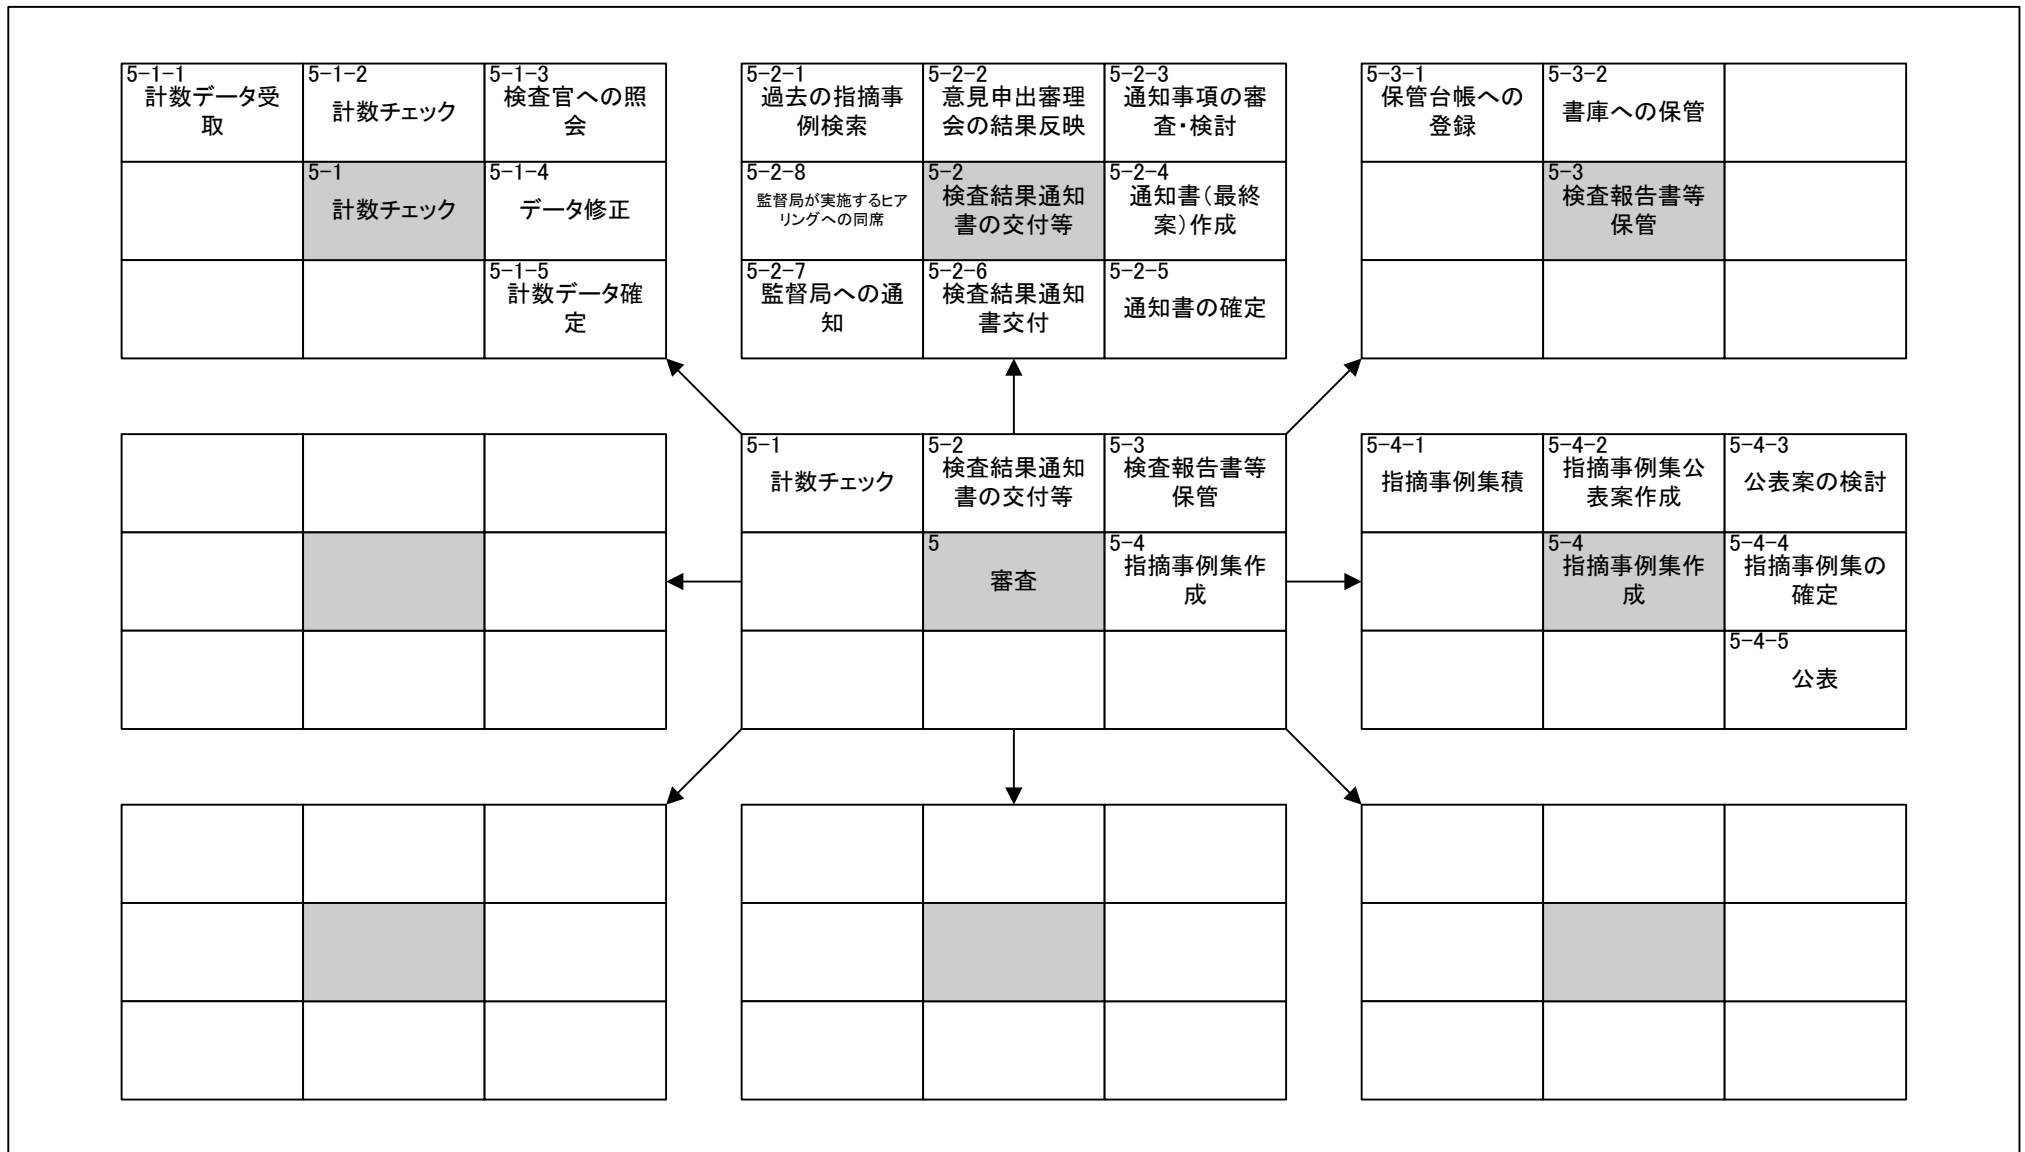 5-1-1
計数データ受
取
5-1-2
計数チェック
5-1-3
検査官への照
会
5-1
計数チェック
5-1-4
データ修正
5-1-5
計数データ確
定
5-2-1
過去の指摘事
例検索
5-2-2
意見申出審理
会の結果反映
5-2-3
通知事項の審
査・検討
5-2-8
監督局が実施するヒア
リングへの同席
5-2
検査結果通知
書の交付等
5-2-4
通知書（最終
案）作成
5-2-7
監督局への通
知
5-2-6
検査結果通知
書交付
5-2-5
通知書の確定
5-3-1
保管台帳への
登録
5-3-2
書庫への保管
5-3
検査報告書等
保管
5-1
計数チェック
5-2
検査結果通知
書の交付等
5-3
検査報告書等
保管
5
審査
5-4
指摘事例集作
成
5-4-1
指摘事例集積
5-4-2
指摘事例集公
表案作成
5-4-3
公表案の検討
5-4
指摘事例集作
成
5-4-4
指摘事例集の
確定
5-4-5
公表